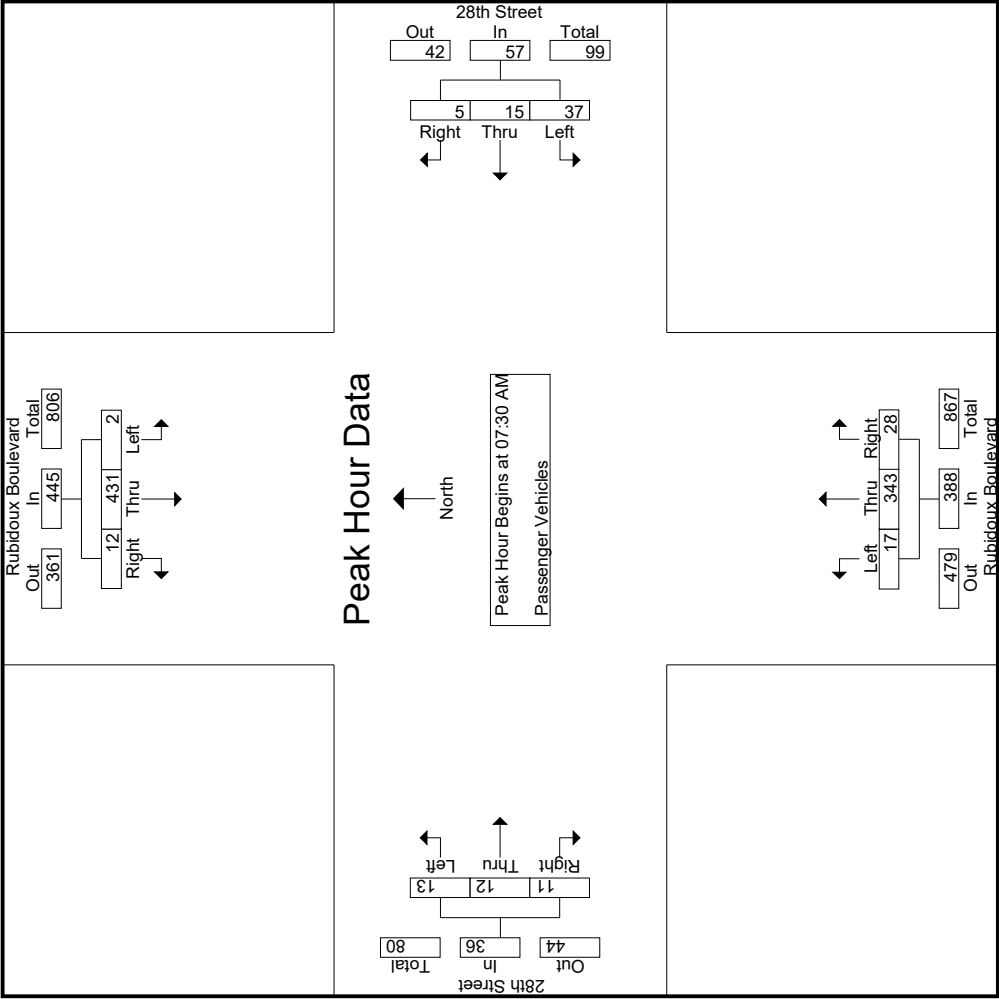 28th Street
Out In Total
42 57 99
5 15 37
Right Thru Left
Rubidoux Boulevard
Out In Total
361 445 806
12 431 2
Right Thru Left
Peak Hour Data
North
Peak Hour Begins at 07:30 AM
Passenger Vehicles
Left Thru Right
17 343 28
479 388 867
Out In Total
Rubidoux Boulevard
Right Thru Left
11 12 13
44 36 80
Out In Total
28th Street